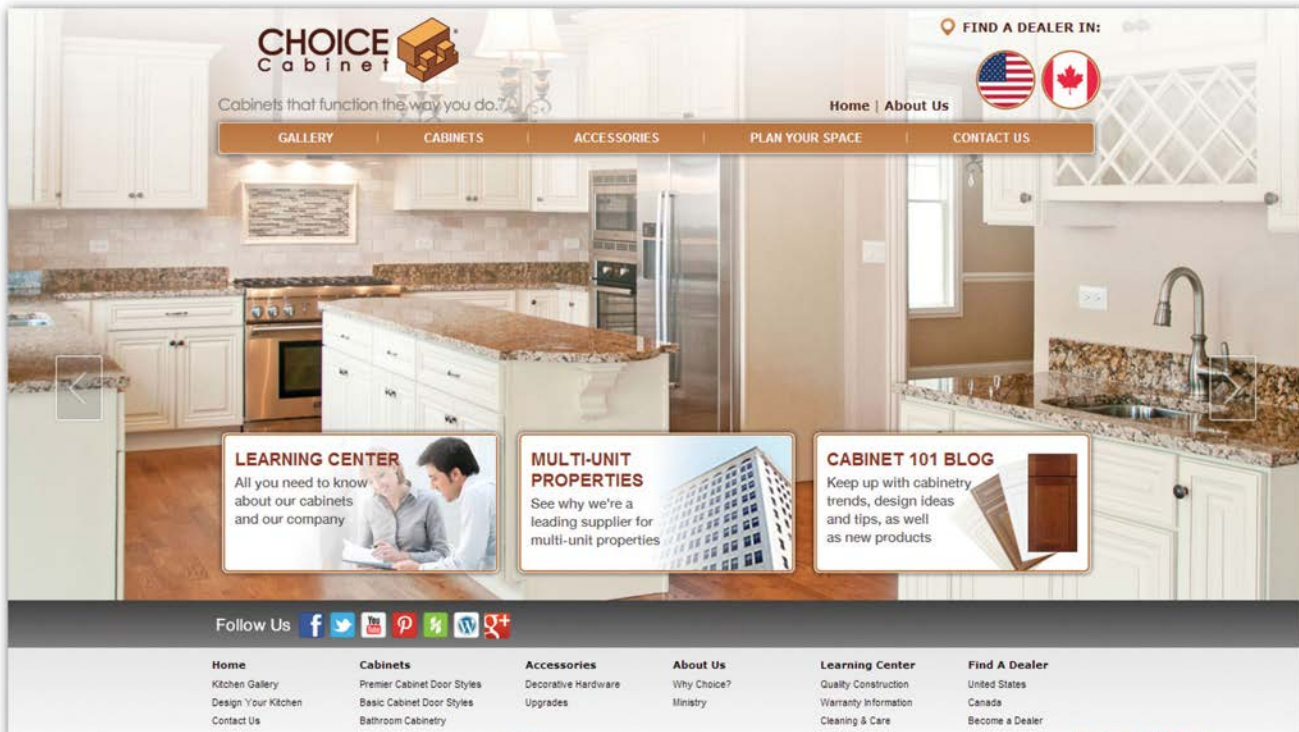 CHOICE
Cabinet
Cabinets that function the way you do.
FIND A DEALER IN:
Home | About Us
GALLERY | CABINETS | ACCESSORIES | PLAN YOUR SPACE | CONTACT US
LEARNING CENTER
All you need to know
about our cabinets
and our company
MULTI-UNIT
PROPERTIES
See why we're a
leading supplier for
multi-unit properties
CABINET 101 BLOG
Keep up with cabinetry
trends, design ideas
and tips, as well
as new products
Follow Us
You
Tube
Home
Kitchen Gallery
Design Your Kitchen
Contact Us
Cabinets
Premier Cabinet Door Styles
Basic Cabinet Door Styles
Bathroom Cabinetry
Accessories
Decorative Hardware
Upgrades
About Us
Why Choice?
Ministry
Learning Center
Quality Construction
Warranty Information
Cleaning & Care
Find A Dealer
United States
Canada
Become a Dealer